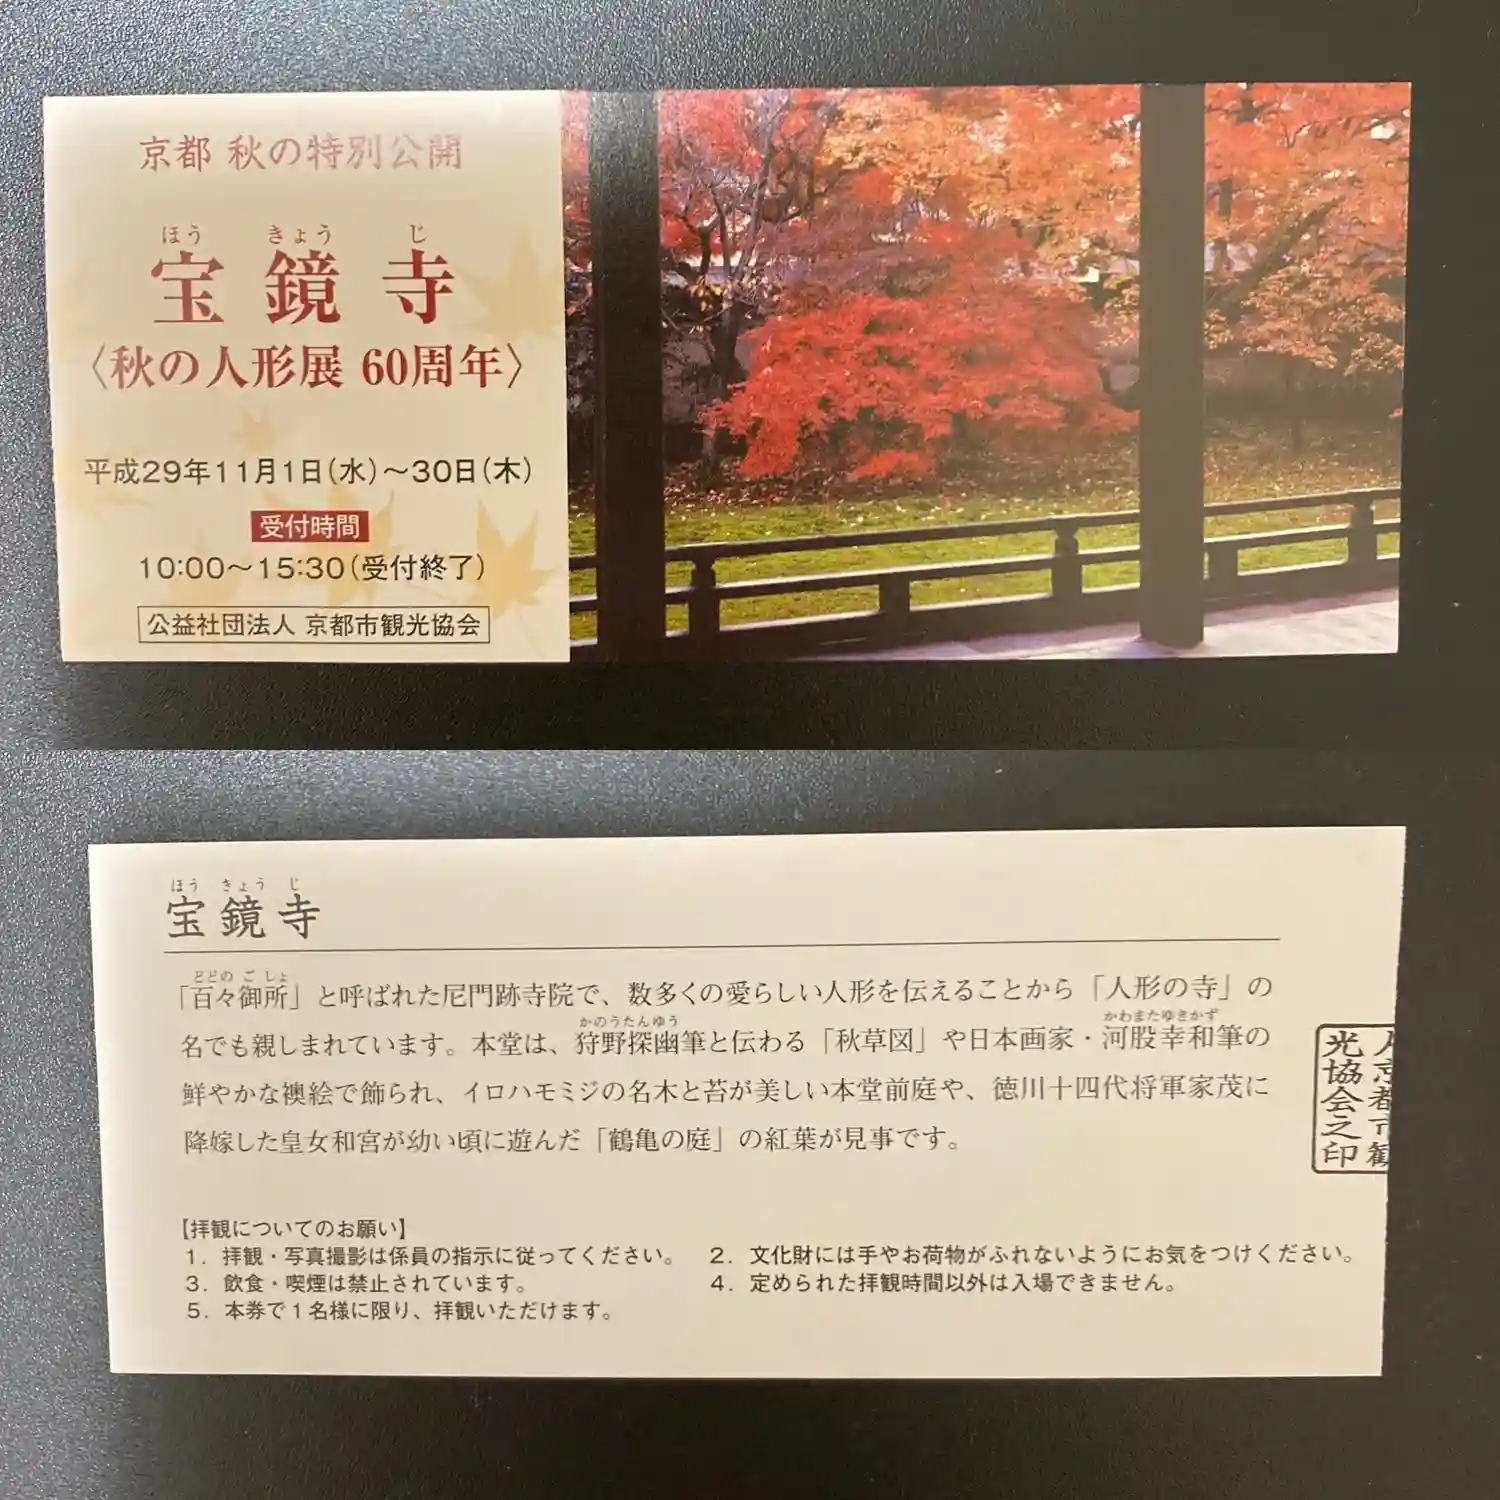 京都 秋の特別公開
ほう きょう じ
宝鏡寺
〈秋の人形展 60周年〉
平成29年11月1日(水)〜30日(木)
受付時間
10:00〜15:30(受付終了)
公益社団法人 京都市観光協会
ほう きょう じ
宝鏡寺
どどの ご しょ
「百々御所」と呼ばれた尼門跡寺院で、数多くの愛らしい人形を伝えることから「人形の寺」の
かのうたんゆう かわまたゆきかず
名でも親しまれています。本堂は、狩野探幽筆と伝わる「秋草図」や日本画家・河股幸和筆の
鮮やかな襖絵で飾られ、イロハモミジの名木と苔が美しい本堂前庭や、徳川十四代将軍家茂に
降嫁した皇女和宮が幼い頃に遊んだ「鶴亀の庭」の紅葉が見事です。
人京都市観
光協会之印
【拝観についてのお願い】
1．拝観・写真撮影は係員の指示に従ってください。 2．文化財には手やお荷物がふれないようにお気をつけください。
3．飲食・喫煙は禁止されています。 4．定められた拝観時間以外は入場できません。
5．本券で1名様に限り、拝観いただけます。